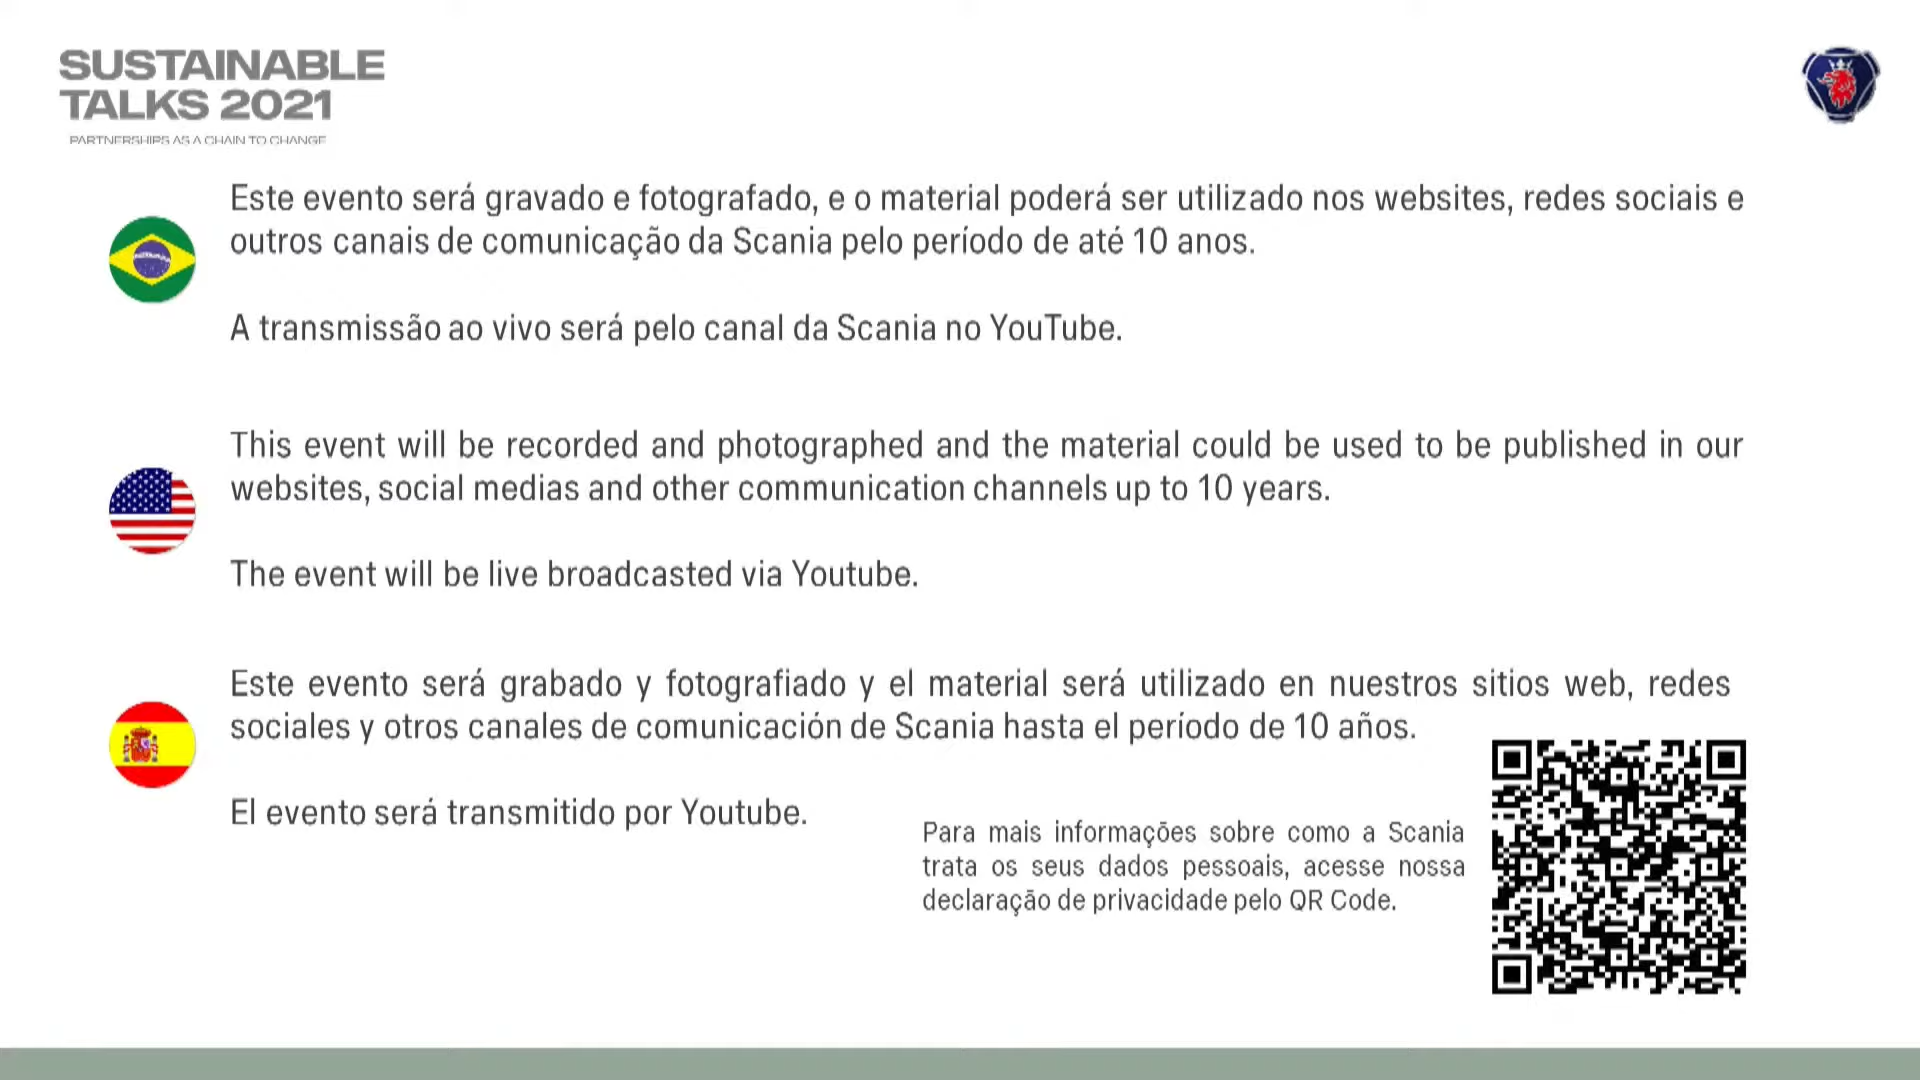 SUSTAINABLE
TALKS 2021
PARTNERSHIPS AS A CHAIN TO CHANGE
Este evento será gravado e fotografado, e o material poderá ser utilizado nos websites, redes sociais e
outros canais de comunicação da Scania pelo período de até 10 anos.
A transmissão ao vivo será pelo canal da Scania no YouTube.
This event will be recorded and photographed and the material could be used to be published in our
websites, social medias and other communication channels up to 10 years.
The event will be live broadcasted via Youtube.
Este evento será grabado y fotografiado y el material será utilizado en nuestros sitios web, redes
sociales y otros canales de comunicación de Scania hasta el período de 10 años.
El evento será transmitido por Youtube.
Para mais informações sobre como a Scania
trata os seus dados pessoais, acesse nossa
declaração de privacidade pelo QR Code.